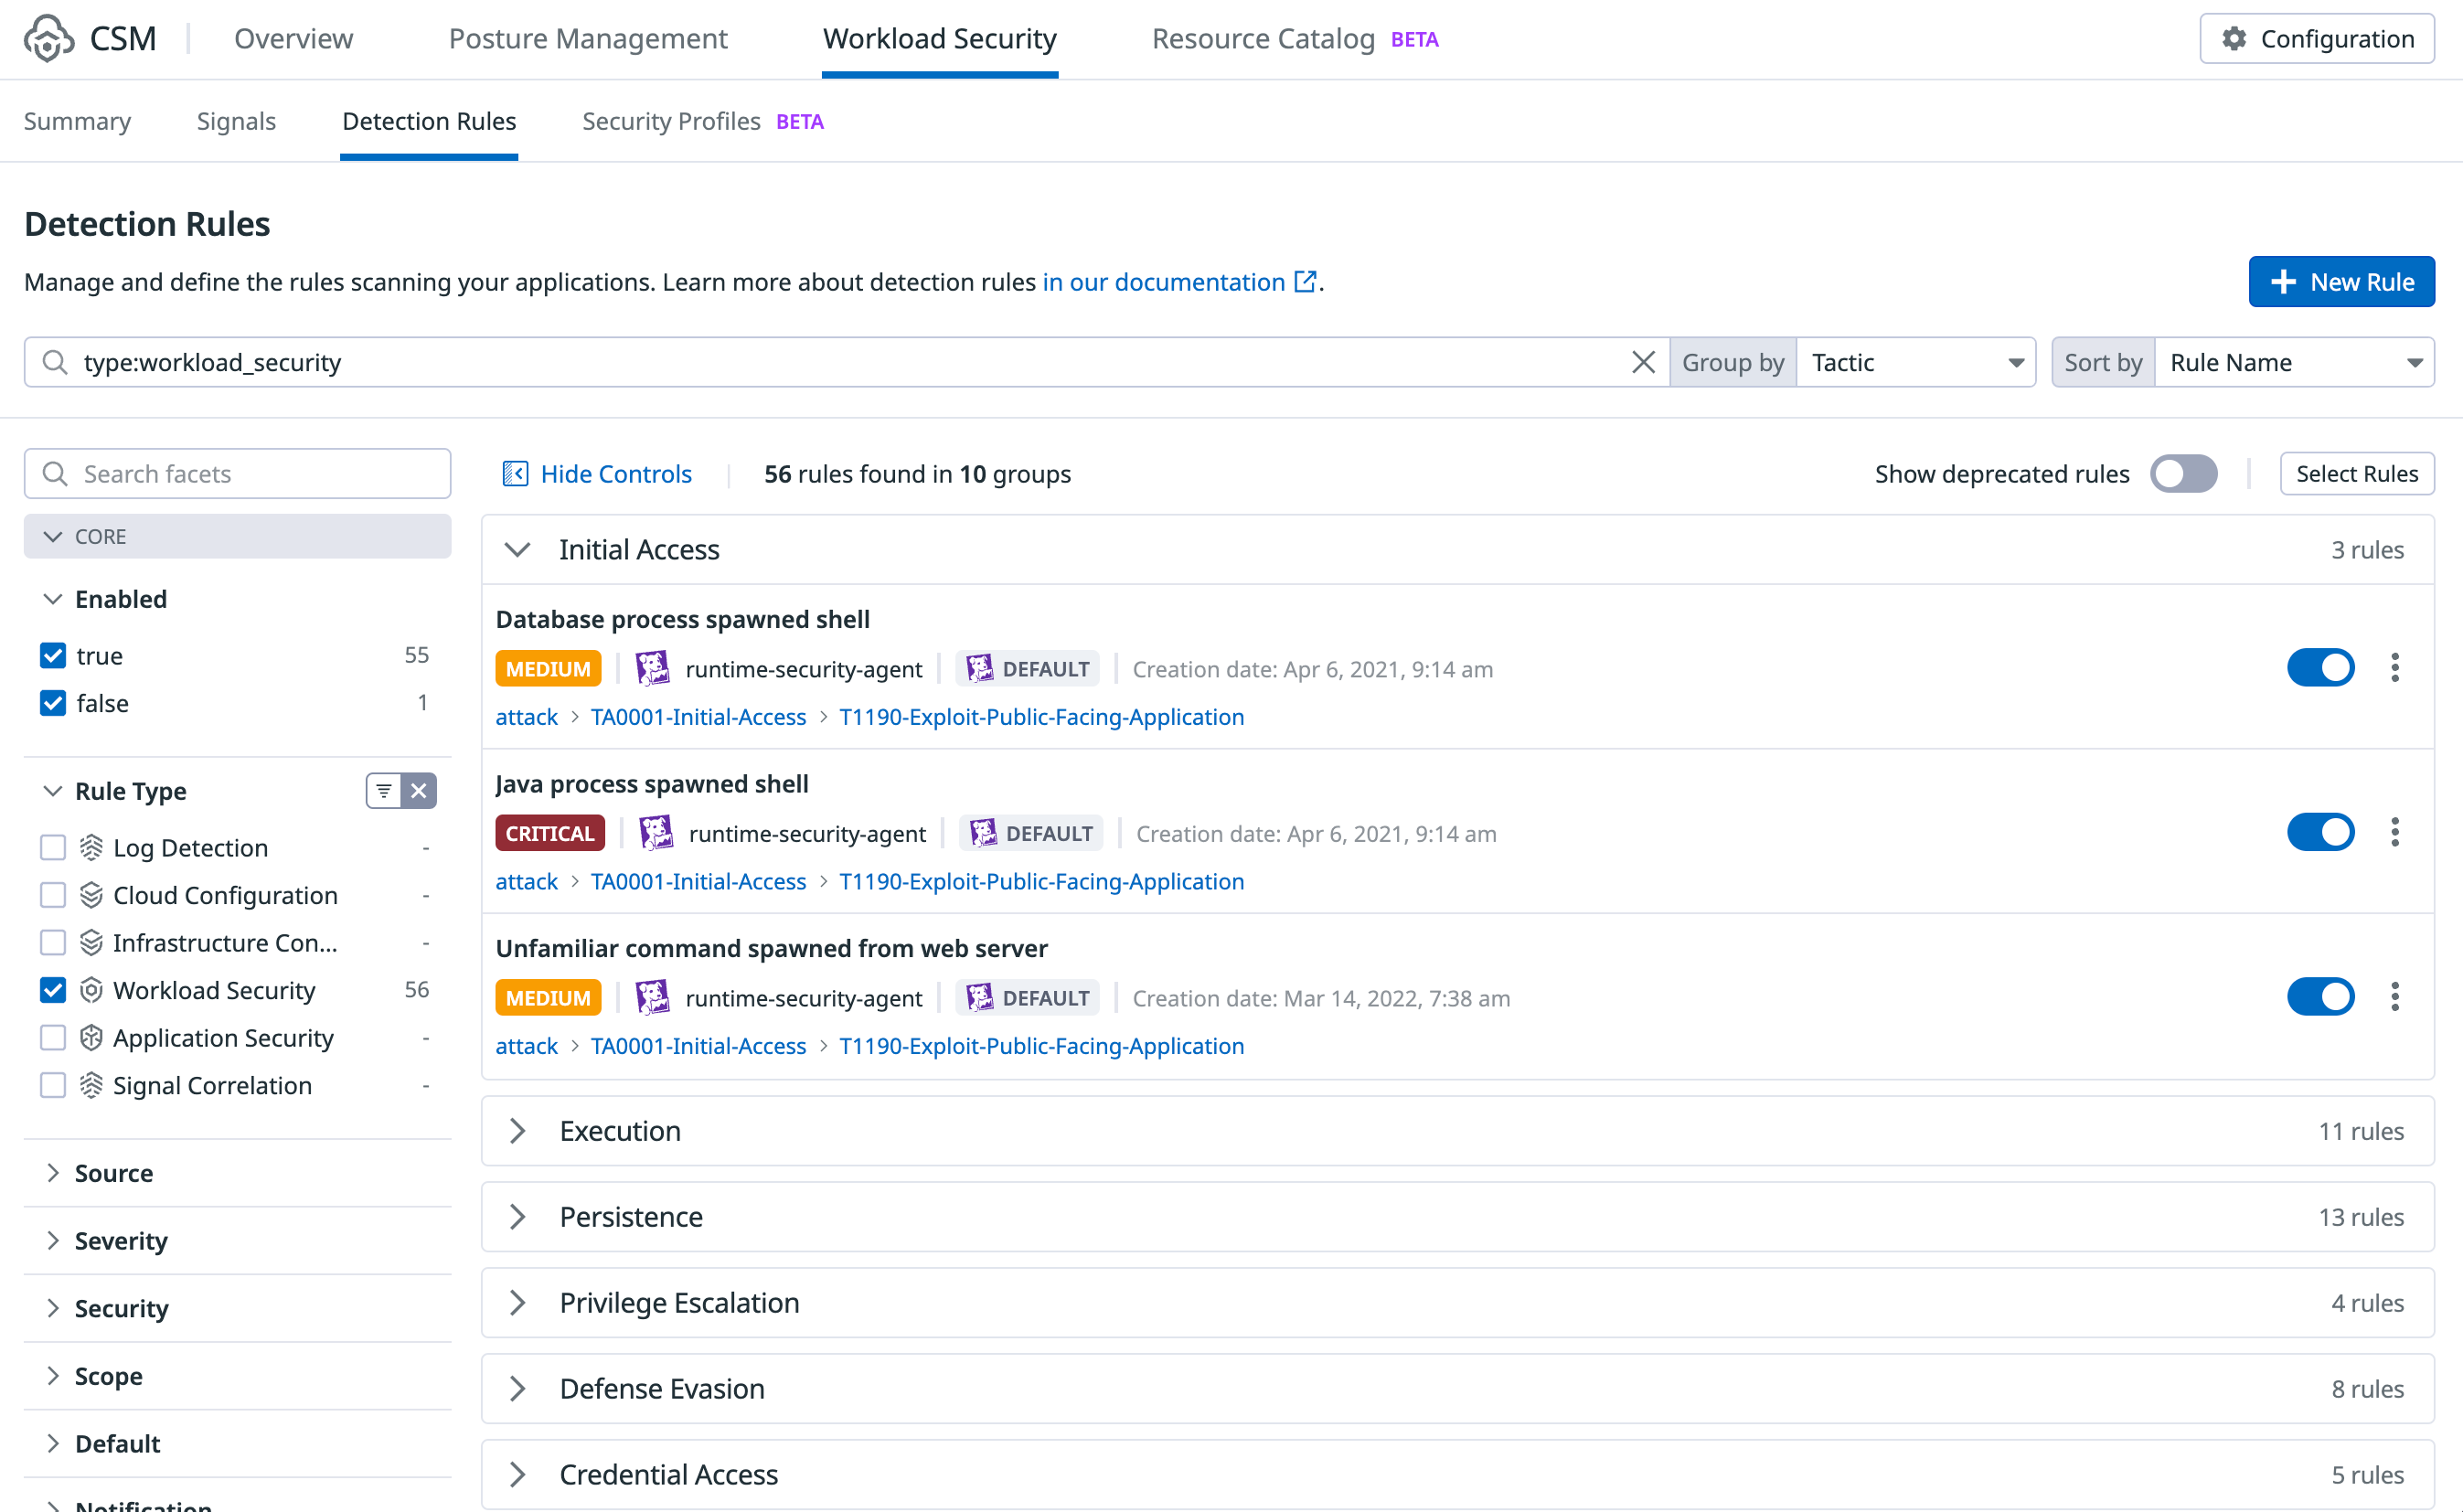 CSM Overview Posture Management Workload Security Resource Catalog BETA Configuration
Summary Signals Detection Rules Security Profiles BETA
Detection Rules
Manage and define the rules scanning your applications. Learn more about detection rules in our documentation.
New Rule
type:workload_security Group by Tactic Sort by Rule Name
Search facets
Hide Controls 56 rules found in 10 groups Show deprecated rules Select Rules
CORE
Enabled
true 55
false 1
Rule Type
Log Detection -
Cloud Configuration -
Infrastructure Con... -
Workload Security 56
Application Security -
Signal Correlation -
Source
Severity
Security
Scope
Default
Notification
Initial Access 3 rules
Database process spawned shell
MEDIUM runtime-security-agent DEFAULT Creation date: Apr 6, 2021, 9:14 am
attack > TA0001-Initial-Access > T1190-Exploit-Public-Facing-Application
Java process spawned shell
CRITICAL runtime-security-agent DEFAULT Creation date: Apr 6, 2021, 9:14 am
attack > TA0001-Initial-Access > T1190-Exploit-Public-Facing-Application
Unfamiliar command spawned from web server
MEDIUM runtime-security-agent DEFAULT Creation date: Mar 14, 2022, 7:38 am
attack > TA0001-Initial-Access > T1190-Exploit-Public-Facing-Application
Execution 11 rules
Persistence 13 rules
Privilege Escalation 4 rules
Defense Evasion 8 rules
Credential Access 5 rules